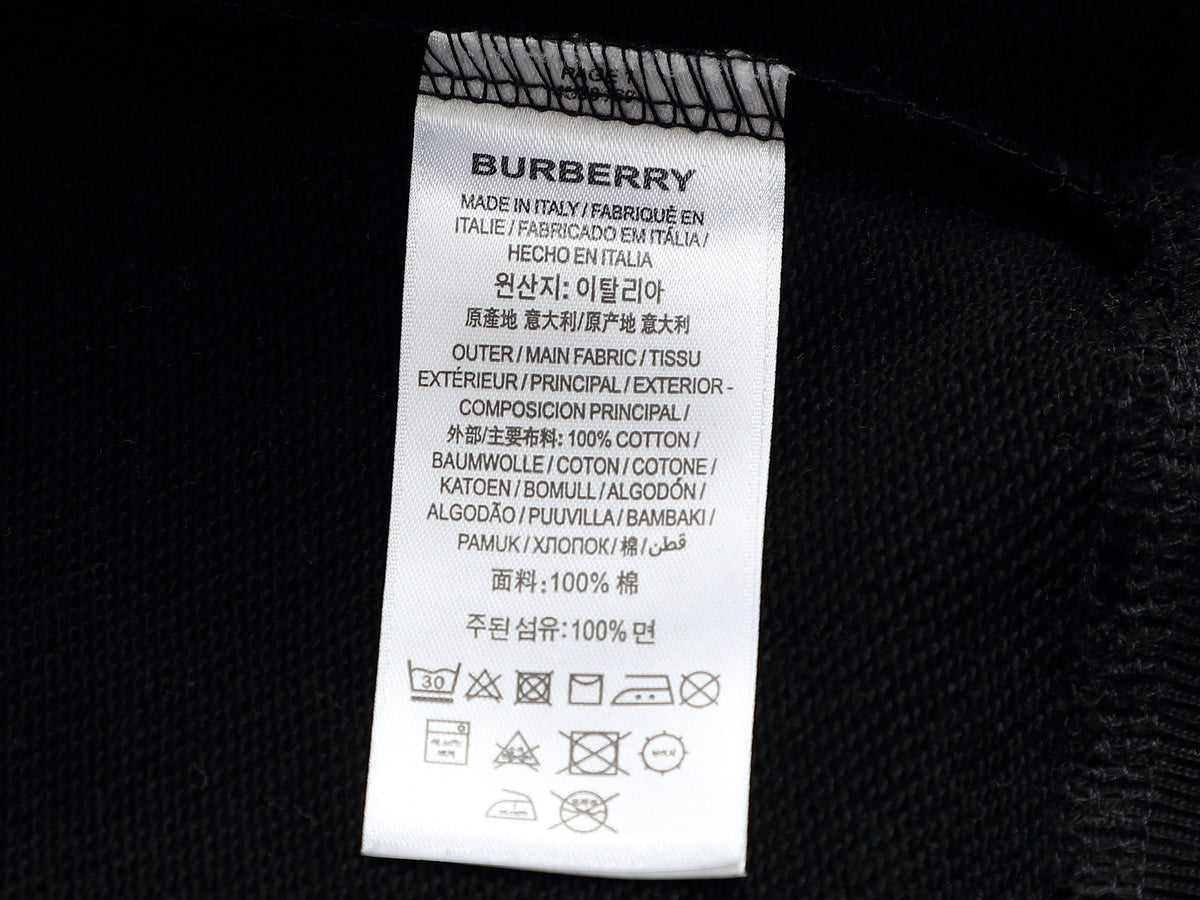 BURBERRY
MADE IN ITALY / FABRIQUÉ EN
ITALIE / FABRICADO EM ITÁLIA /
HECHO EN ITALIA
원산지: 이탈리아
原產地 意大利/原产地 意大利
OUTER / MAIN FABRIC / TISSU
EXTÉRIEUR / PRINCIPAL / EXTERIOR -
COMPOSICION PRINCIPAL /
外部/主要布料: 100% COTTON /
BAUMWOLLE / COTON / COTONE /
KATOEN / BOMULL / ALGODÓN /
ALGODÃO / PUUVILLA / BAMBAKI /
PAMUK / ХЛОПОК / 棉 / قطن
面料:100% 棉
주된 섬유:100% 면
30